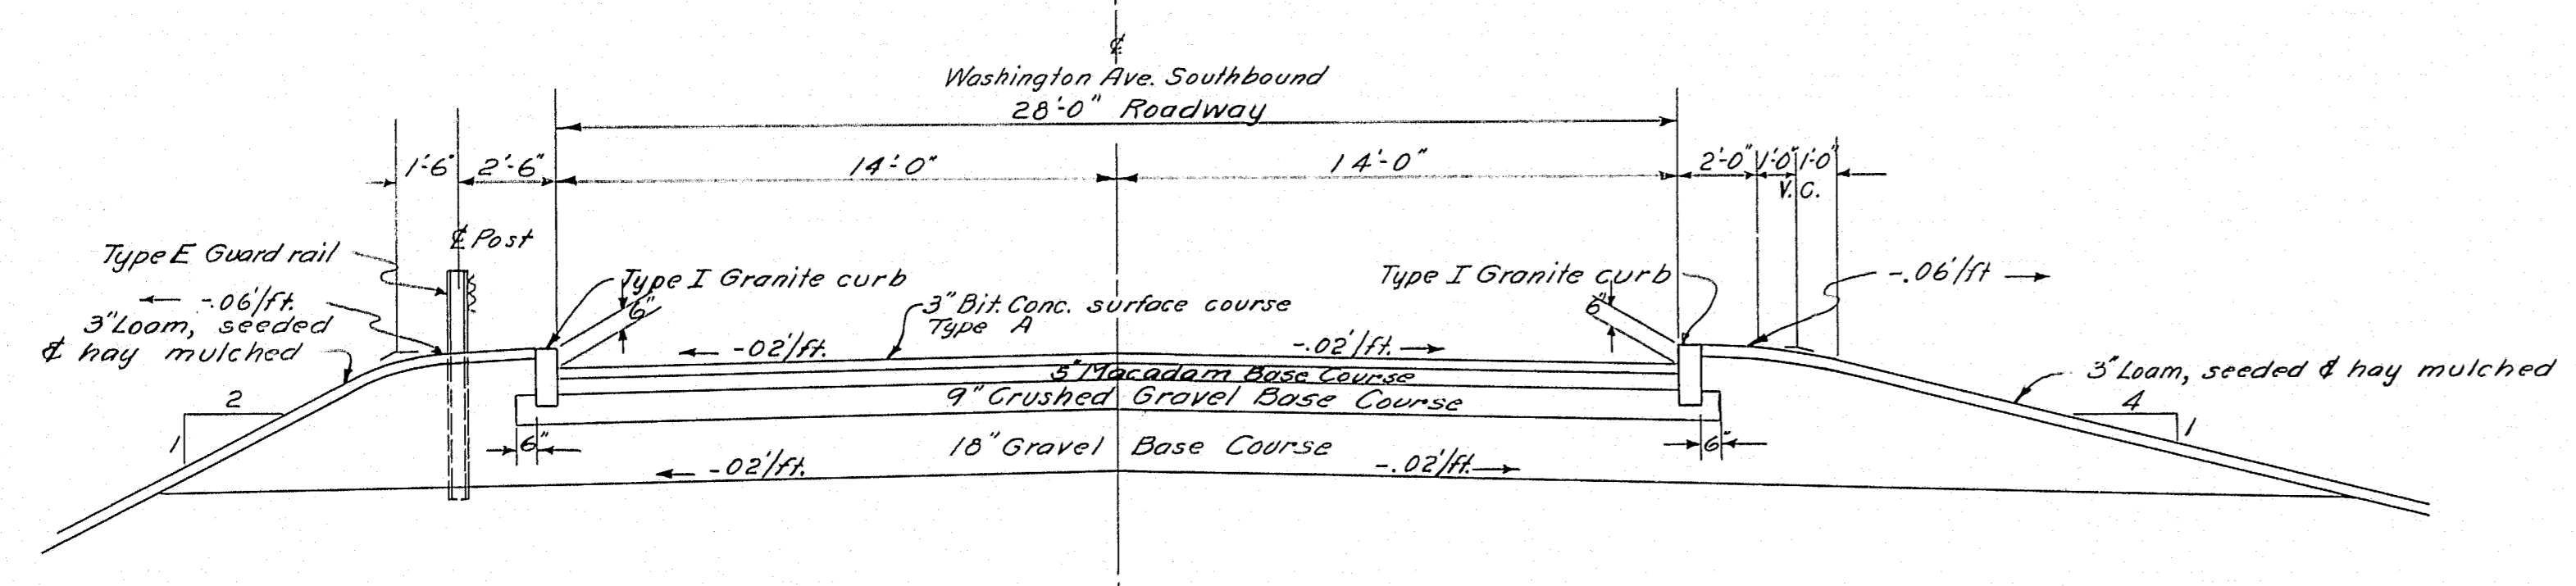 ℄
Washington Ave. Southbound
28'-0" Roadway
1'-6" 2'-6" 14'-0" 14'-0" 2'-0" 1'-0" 1'-0"
V.C.
℄ Post
Type E Guard rail
Type I Granite curb
Type I Granite curb
-.06'/ft
-.06'/ft.
6"
3" Bit. Conc. surface course
Type A
6"
3" Loam, seeded
& hay mulched
-.02'/ft.
-.02'/ft.
5" Macadam Base Course
3" Loam, seeded & hay mulched
9" Crushed Gravel Base Course
2
1
4
1
6"
18" Gravel Base Course
6"
-.02'/ft.
-.02'/ft.